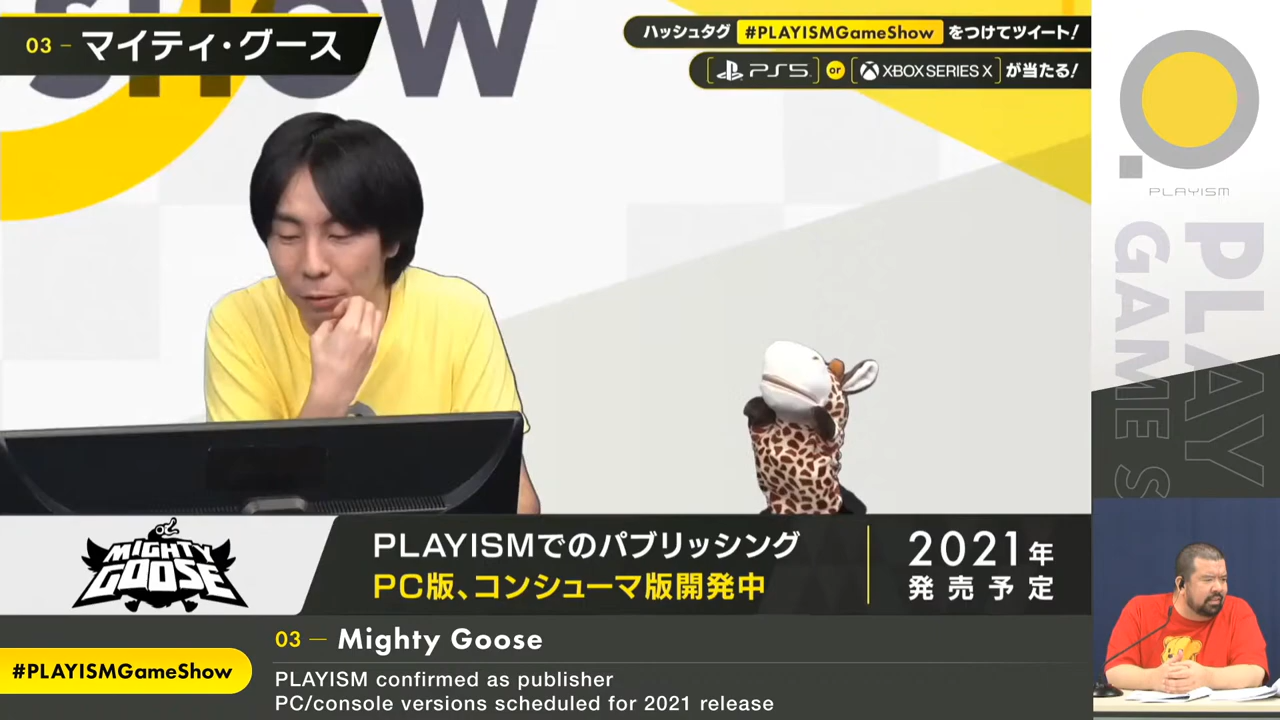 SHOW
03 – マイティ・グース
ハッシュタグ #PLAYISMGameShow をつけてツイート!
PS5 or XBOX SERIES X が当たる!
PLAYISM
PLAY
GAME S
MIGHTY
GOOSE
PLAYISMでのパブリッシング
PC版、コンシューマ版開発中
2021年
発売予定
03 — Mighty Goose
#PLAYISMGameShow
PLAYISM confirmed as publisher
PC/console versions scheduled for 2021 release